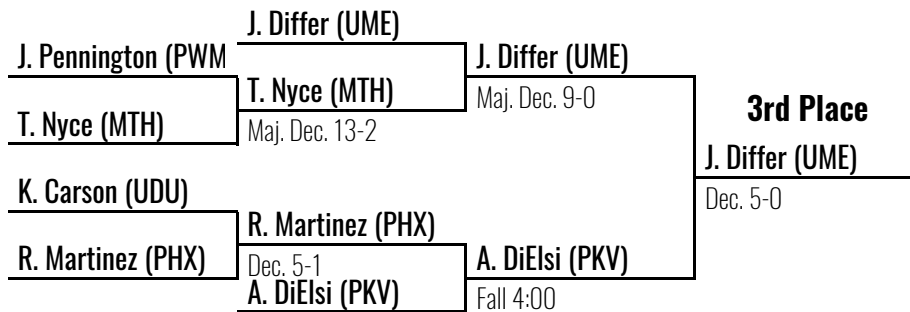 J. Differ (UME)
J. Pennington (PWM
J. Differ (UME)
T. Nyce (MTH)
Maj. Dec. 9-0
3rd Place
T. Nyce (MTH)
Maj. Dec. 13-2
J. Differ (UME)
K. Carson (UDU)
Dec. 5-0
R. Martinez (PHX)
R. Martinez (PHX)
Dec. 5-1
A. DiElsi (PKV)
A. DiElsi (PKV)
Fall 4:00